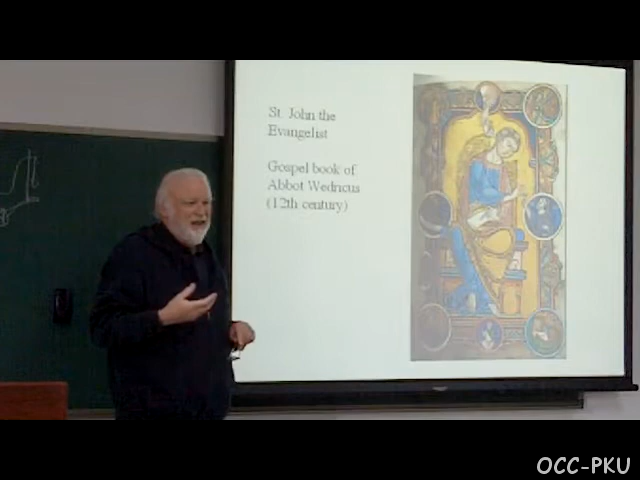 St. John the
Evangelist
Gospel book of
Abbot Wedricus
(12th century)
OCC-PKU